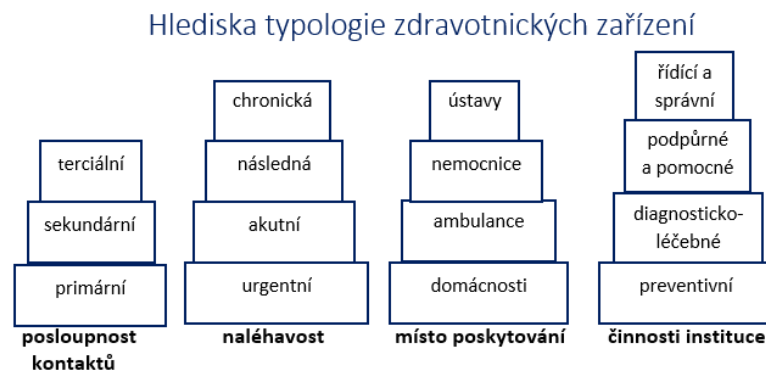 Hlediska typologie zdravotnických zařízení
terciální
sekundární
primární
posloupnost
kontaktů
chronická
následná
akutní
urgentní
naléhavost
ústavy
nemocnice
ambulance
domácnosti
místo poskytování
řídící a
správní
podpůrné
a pomocné
diagnosticko-
léčebné
preventivní
činnosti instituce